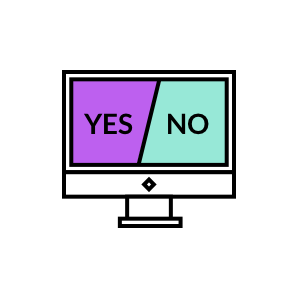 YES NO